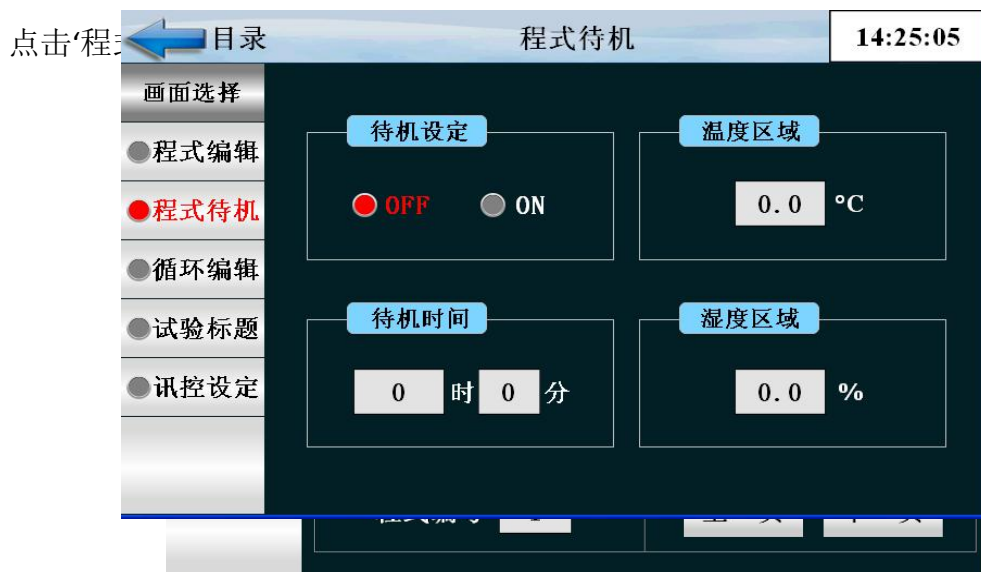 点击‘程
目录 程式待机 14:25:05
画面选择
程式编辑
程式待机
循环编辑
试验标题
讯控设定
待机设定 温度区域
OFF ON 0.0 °C
待机时间 湿度区域
0 时 0 分 0.0 %